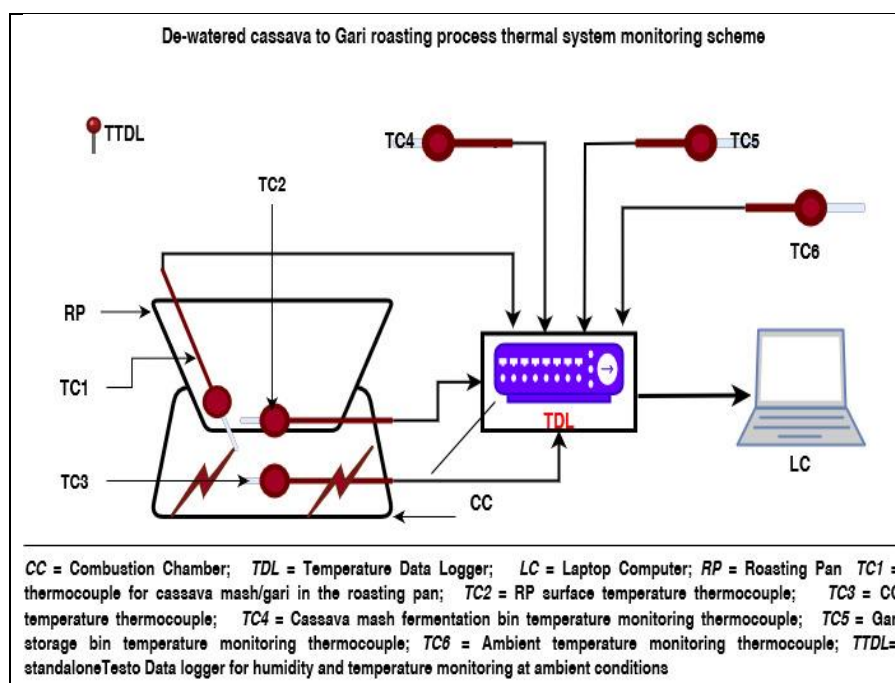 De-watered cassava to Gari roasting process thermal system monitoring scheme
TTDL
TC4
TC5
TC2
TC6
RP
TC1
TDL
LC
TC3
CC
CC = Combustion Chamber; TDL = Temperature Data Logger; LC = Laptop Computer; RP = Roasting Pan TC1 =
thermocouple for cassava mash/gari in the roasting pan; TC2 = RP surface temperature thermocouple; TC3 = CC
temperature thermocouple; TC4 = Cassava mash fermentation bin temperature monitoring thermocouple; TC5 = Gari
storage bin temperature monitoring thermocouple; TC6 = Ambient temperature monitoring thermocouple; TTDL=
standaloneTesto Data logger for humidity and temperature monitoring at ambient conditions